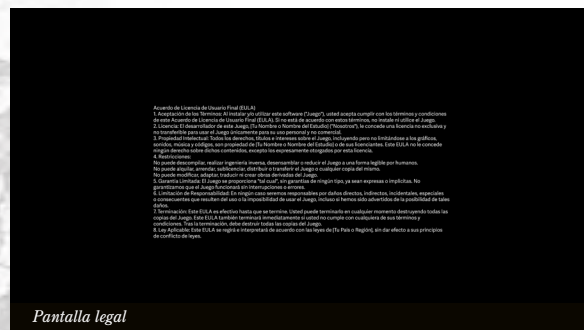 Acuerdo de Licencia de Usuario Final (EULA)
1. Aceptación de los Términos: Al instalar y/o utilizar este software ("Juego"), usted acepta cumplir con los términos y condiciones
de este Acuerdo de Licencia de Usuario Final (EULA). Si no está de acuerdo con estos términos, no instale ni utilice el Juego.
2. Licencia: El desarrollador de este Juego, [Tu Nombre o Nombre del Estudio] ("Nosotros"), le concede una licencia no exclusiva y
no transferible para usar el Juego únicamente para su uso personal y no comercial.
3. Propiedad Intelectual: Todos los derechos, títulos e intereses sobre el Juego, incluyendo pero no limitándose a los gráficos,
sonidos, música y códigos, son propiedad de [Tu Nombre o Nombre del Estudio] o de sus licenciantes. Este EULA no le concede
ningún derecho sobre dichos contenidos, excepto los expresamente otorgados por esta licencia.
4. Restricciones:
No puede descompilar, realizar ingeniería inversa, desensamblar o reducir el Juego a una forma legible por humanos.
No puede alquilar, arrendar, sublicenciar, distribuir o transferir el Juego o cualquier copia del mismo.
No puede modificar, adaptar, traducir ni crear obras derivadas del Juego.
5. Garantía Limitada: El Juego se proporciona "tal cual", sin garantías de ningún tipo, ya sean expresas o implícitas. No
garantizamos que el Juego funcionará sin interrupciones o errores.
6. Limitación de Responsabilidad: En ningún caso seremos responsables por daños directos, indirectos, incidentales, especiales
o consecuentes que resulten del uso o la imposibilidad de usar el Juego, incluso si hemos sido advertidos de la posibilidad de tales
daños.
7. Terminación: Este EULA es efectivo hasta que se termine. Usted puede terminarlo en cualquier momento destruyendo todas las
copias del Juego. Este EULA también terminará inmediatamente si usted no cumple con cualquiera de sus términos y
condiciones. Tras la terminación, debe destruir todas las copias del Juego.
8. Ley Aplicable: Este EULA se regirá e interpretará de acuerdo con las leyes de [Tu País o Región], sin dar efecto a sus principios
de conflicto de leyes.
Pantalla legal